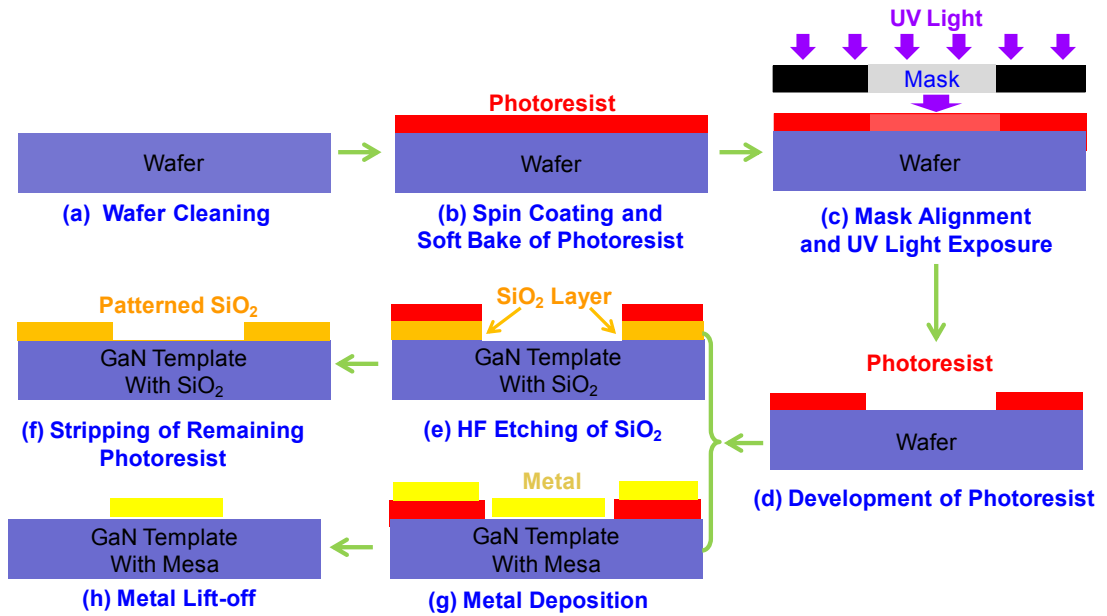 UV Light
Mask
Wafer
(a) Wafer Cleaning
Photoresist
Wafer
(b) Spin Coating and
Soft Bake of Photoresist
Wafer
(c) Mask Alignment
and UV Light Exposure
Photoresist
Wafer
(d) Development of Photoresist
SiO₂ Layer
GaN Template
With SiO₂
(e) HF Etching of SiO₂
Patterned SiO₂
GaN Template
With SiO₂
(f) Stripping of Remaining
Photoresist
Metal
GaN Template
With Mesa
(g) Metal Deposition
GaN Template
With Mesa
(h) Metal Lift-off